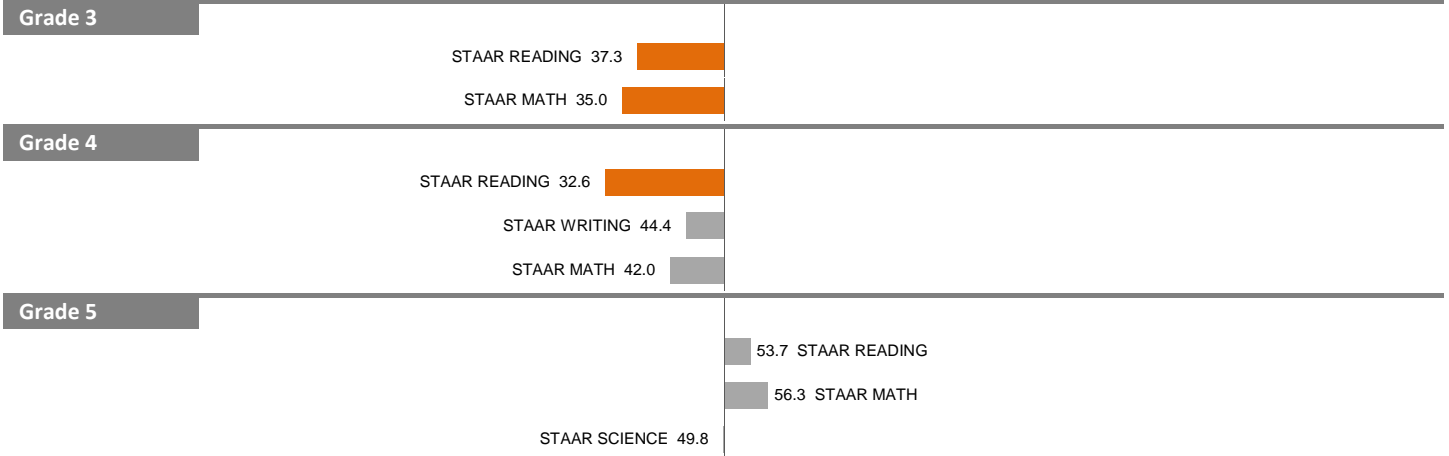 Grade 3
STAAR READING 37.3
STAAR MATH 35.0
Grade 4
STAAR READING 32.6
STAAR WRITING 44.4
STAAR MATH 42.0
Grade 5
53.7 STAAR READING
56.3 STAAR MATH
STAAR SCIENCE 49.8